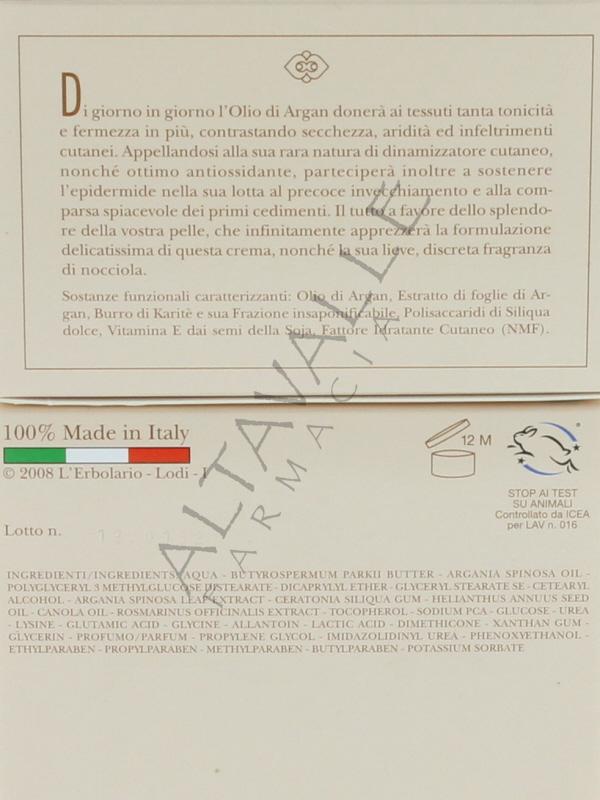 Di giorno in giorno l'Olio di Argan donerà ai tessuti tanta tonicità
e fermezza in più, contrastando secchezza, aridità ed infeltrimenti
cutanei. Appellandosi alla sua rara natura di dinamizzatore cutaneo,
nonché ottimo antiossidante, parteciperà inoltre a sostenere
l'epidermide nella sua lotta al precoce invecchiamento e alla com-
parsa spiacevole dei primi cedimenti. Il tutto a favore dello splendo-
re della vostra pelle, che infinitamente apprezzerà la formulazione
delicatissima di questa crema, nonché la sua lieve, discreta fragranza
di nocciola.
Sostanze funzionali caratterizzanti: Olio di Argan, Estratto di foglie di Ar-
gan, Burro di Karitè e sua Frazione insaponificabile, Polisaccaridi di Siliqua
dolce, Vitamina E dai semi della Soja, Fattore Idratante Cutaneo (NMF).
ALTAVALLE
FARMACIA
100% Made in Italy
© 2008 L'Erbolario - Lodi - I
12 M
STOP AI TEST
SU ANIMALI
Controllato da ICEA
per LAV n. 016
Lotto n.
INGREDIENTI/INGREDIENTS: AQUA - BUTYROSPERMUM PARKII BUTTER - ARGANIA SPINOSA OIL -
POLYGLYCERYL 3 METHYLGLUCOSE DISTEARATE - DICAPRYLYL ETHER - GLYCERYL STEARATE SE - CETEARYL
ALCOHOL - ARGANIA SPINOSA LEAF EXTRACT - CERATONIA SILIQUA GUM - HELIANTHUS ANNUUS SEED
OIL - CANOLA OIL - ROSMARINUS OFFICINALIS EXTRACT - TOCOPHEROL - SODIUM PCA - GLUCOSE - UREA
- LYSINE - GLUTAMIC ACID - GLYCINE - ALLANTOIN - LACTIC ACID - DIMETHICONE - XANTHAN GUM -
GLYCERIN - PROFUMO/PARFUM - PROPYLENE GLYCOL - IMIDAZOLIDINYL UREA - PHENOXYETHANOL -
ETHYLPARABEN - PROPYLPARABEN - METHYLPARABEN - BUTYLPARABEN - POTASSIUM SORBATE